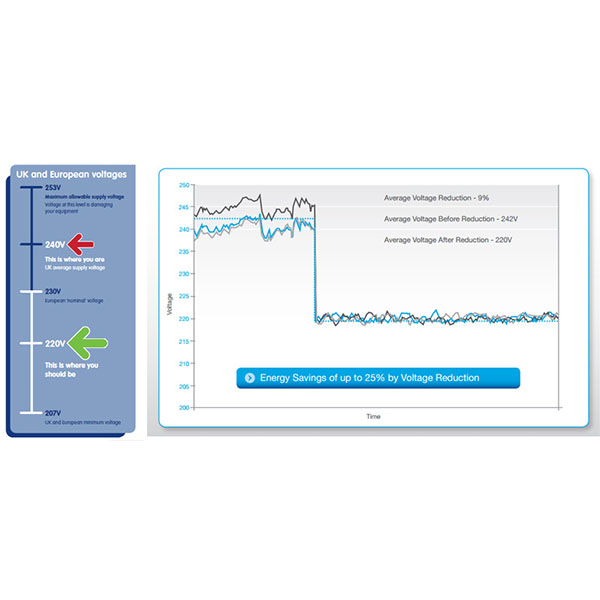 UK and European voltages
253V
Maximum allowable supply voltage
Voltage at this level is damaging
your equipment
240V
This is where you are
UK average supply voltage
230V
European 'nominal' voltage
220V
This is where you
should be
207V
UK and European minimum voltage
250
245
240
235
230
225
220
215
210
205
200
Voltage
Average Voltage Reduction - 9%
Average Voltage Before Reduction - 242V
Average Voltage After Reduction - 220V
Energy Savings of up to 25% by Voltage Reduction
Time